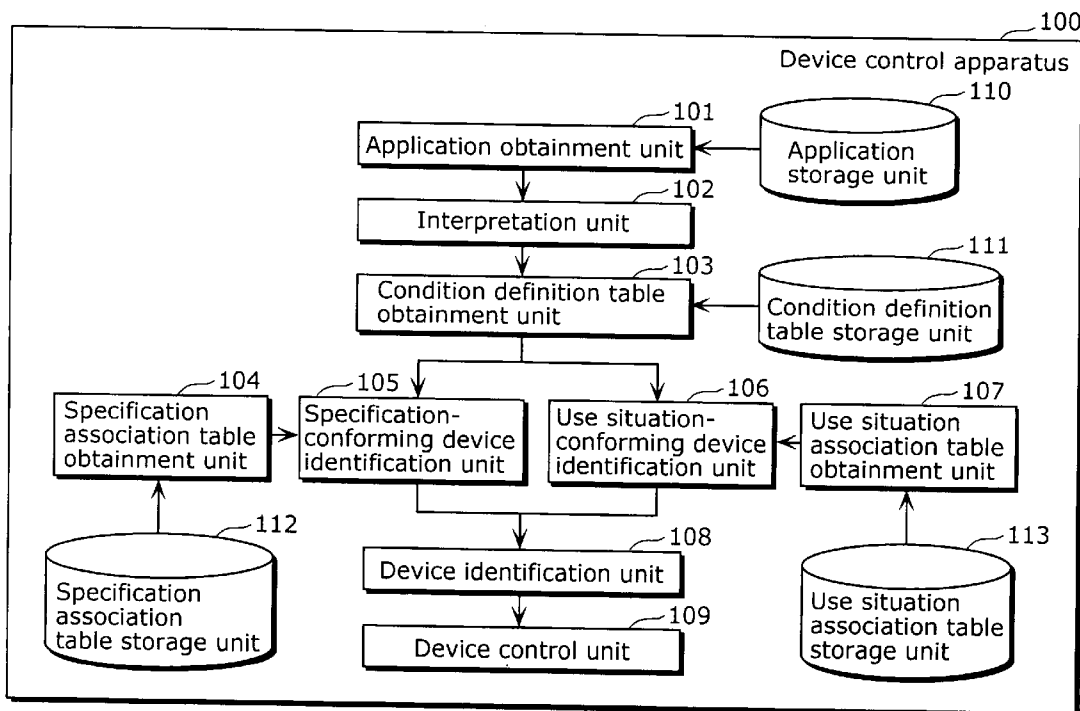 100
Device control apparatus
101
Application obtainment unit
110
Application
storage unit
102
Interpretation unit
103
Condition definition table
obtainment unit
111
Condition definition
table storage unit
104
Specification
association table
obtainment unit
105
Specification-
conforming device
identification unit
106
Use situation-
conforming device
identification unit
107
Use situation
association table
obtainment unit
112
Specification
association
table storage unit
108
Device identification unit
109
Device control unit
113
Use situation
association table
storage unit